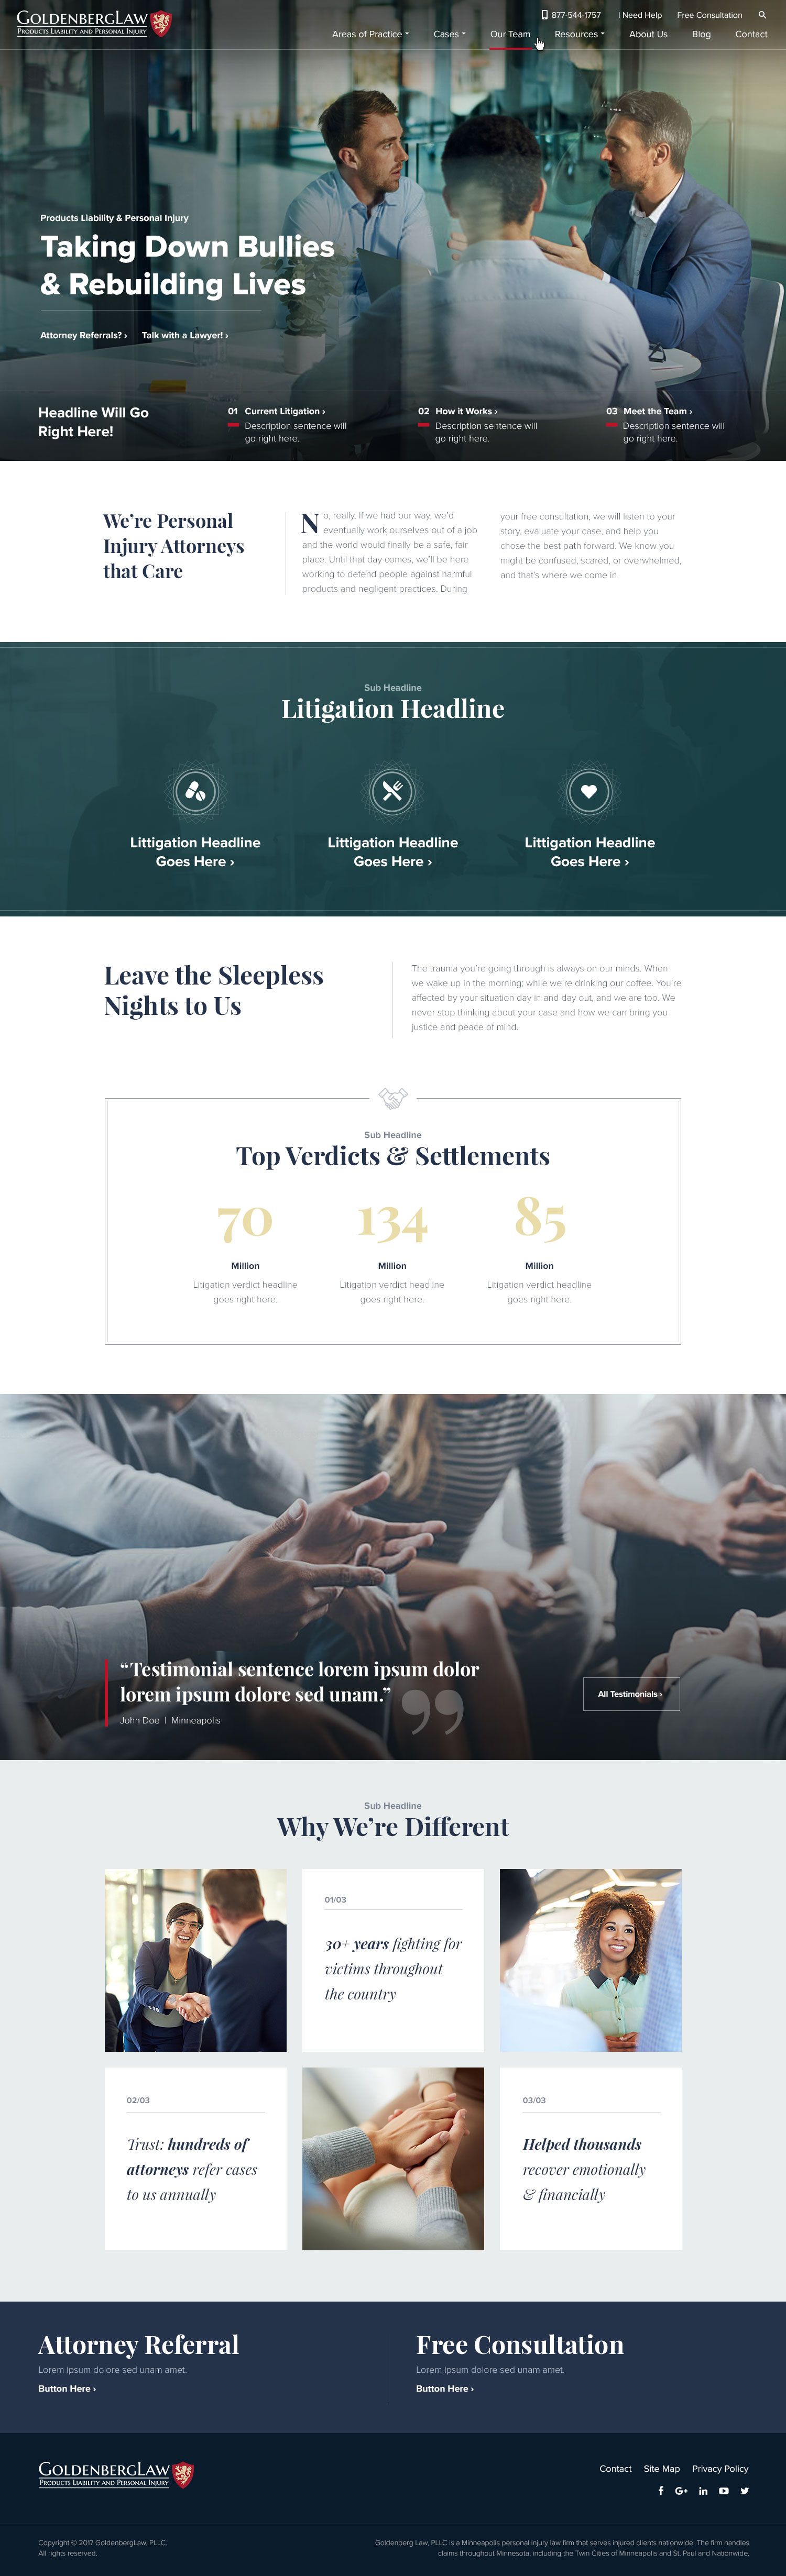 GOLDENBERGLAW
PRODUCTS LIABILITY AND PERSONAL INJURY
877-544-1757 I Need Help Free Consultation
Areas of Practice Cases Our Team Resources About Us Blog Contact
Products Liability & Personal Injury
Taking Down Bullies
& Rebuilding Lives
Attorney Referrals? › Talk with a Lawyer! ›
Headline Will Go
Right Here!
01 Current Litigation ›
Description sentence will
go right here.
02 How it Works ›
Description sentence will
go right here.
03 Meet the Team ›
Description sentence will
go right here.
We're Personal
Injury Attorneys
that Care
No, really. If we had our way, we'd
eventually work ourselves out of a job
and the world would finally be a safe, fair
place. Until that day comes, we'll be here
working to defend people against harmful
products and negligent practices. During
your free consultation, we will listen to your
story, evaluate your case, and help you
chose the best path forward. We know you
might be confused, scared, or overwhelmed,
and that's where we come in.
Sub Headline
Litigation Headline
Littigation Headline
Goes Here ›
Littigation Headline
Goes Here ›
Littigation Headline
Goes Here ›
Leave the Sleepless
Nights to Us
The trauma you're going through is always on our minds. When
we wake up in the morning; while we're drinking our coffee. You're
affected by your situation day in and day out, and we are too. We
never stop thinking about your case and how we can bring you
justice and peace of mind.
Sub Headline
Top Verdicts & Settlements
70
Million
Litigation verdict headline
goes right here.
134
Million
Litigation verdict headline
goes right here.
85
Million
Litigation verdict headline
goes right here.
“Testimonial sentence lorem ipsum dolor
lorem ipsum dolore sed unam.”
John Doe | Minneapolis
All Testimonials ›
Sub Headline
Why We're Different
01/03
30+ years fighting for
victims throughout
the country
02/03
Trust: hundreds of
attorneys refer cases
to us annually
03/03
Helped thousands
recover emotionally
& financially
Attorney Referral
Lorem ipsum dolore sed unam amet.
Button Here ›
Free Consultation
Lorem ipsum dolore sed unam amet.
Button Here ›
GOLDENBERGLAW
PRODUCTS LIABILITY AND PERSONAL INJURY
Contact Site Map Privacy Policy
Copyright © 2017 GoldenbergLaw, PLLC.
All rights reserved.
Goldenberg Law, PLLC is a Minneapolis personal injury law firm that serves injured clients nationwide. The firm handles
claims throughout Minnesota, including the Twin Cities of Minneapolis and St. Paul and Nationwide.